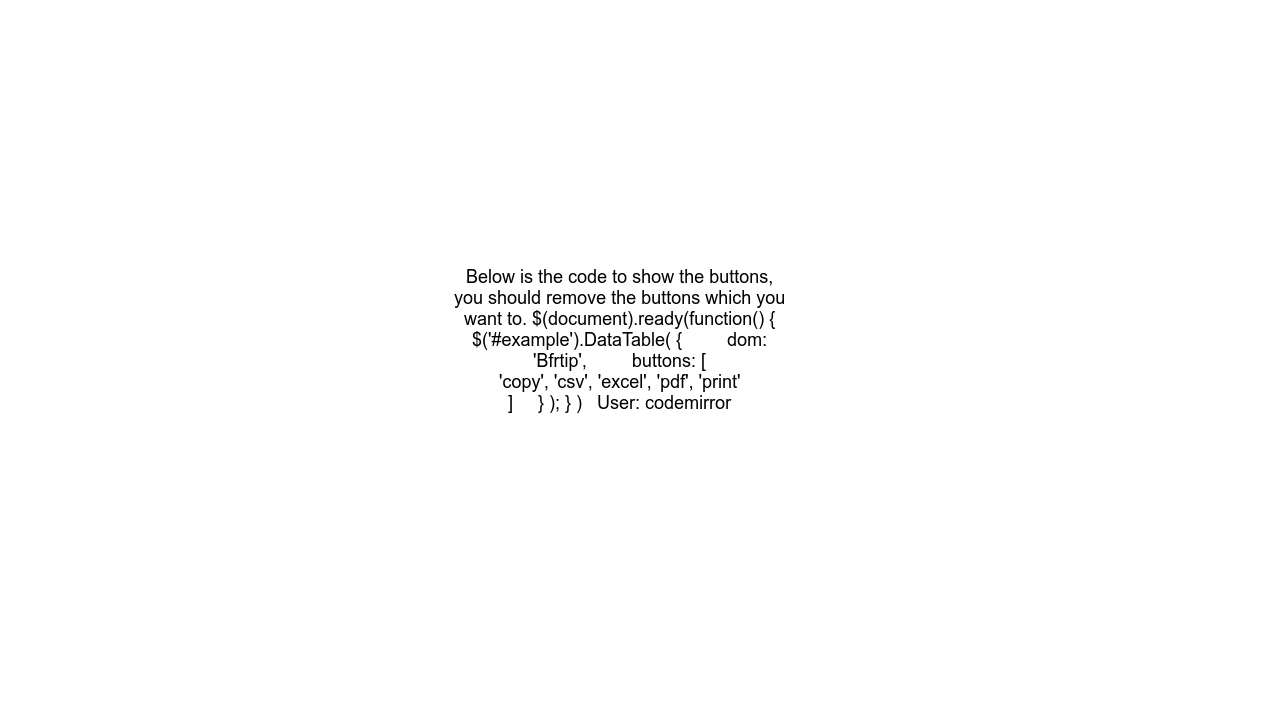 Below is the code to show the buttons,
you should remove the buttons which you
want to. $(document).ready(function() {
$('#example').DataTable( {         dom:
'Bfrtip',         buttons: [
'copy', 'csv', 'excel', 'pdf', 'print'
]     } ); } )   User: codemirror